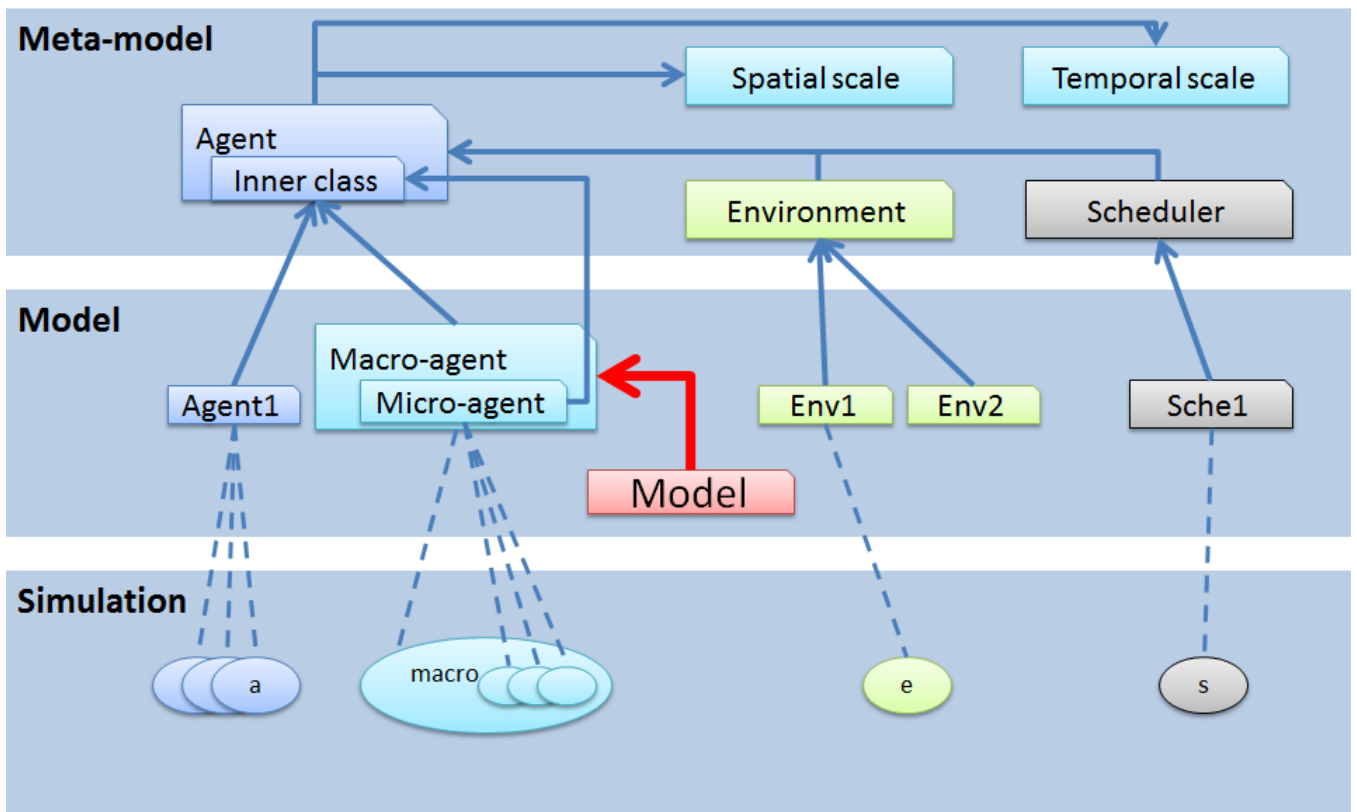 Meta-model
Spatial scale
Temporal scale
Agent
Inner class
Environment
Scheduler
Model
Macro-agent
Micro-agent
Agent1
Env1
Env2
Sche1
Model
Simulation
a
macro
e
s